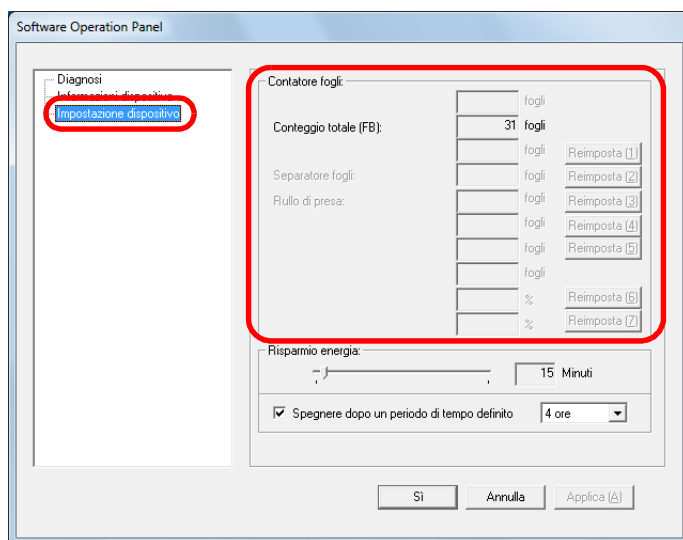 Software Operation Panel
Diagnosi
Informazioni dispositivo
Impostazione dispositivo
Contatore fogli:
fogli
Conteggio totale (FB): 31 fogli
fogli Reimposta (1)
Separatore fogli: fogli Reimposta (2)
Rullo di presa: fogli Reimposta (3)
fogli Reimposta (4)
fogli Reimposta (5)
fogli
% Reimposta (6)
% Reimposta (7)
Risparmio energia:
15 Minuti
Spegnere dopo un periodo di tempo definito 4 ore
Sì Annulla Applica (A)